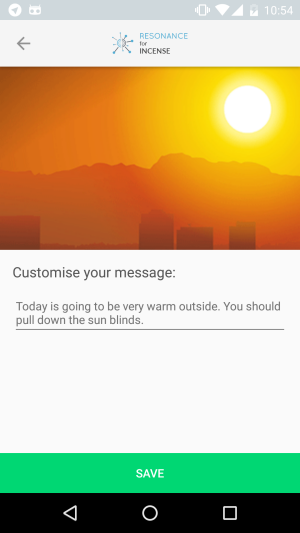 10:54
RESONANCE
for
INCENSE
Customise your message:
Today is going to be very warm outside. You should
pull down the sun blinds.
SAVE